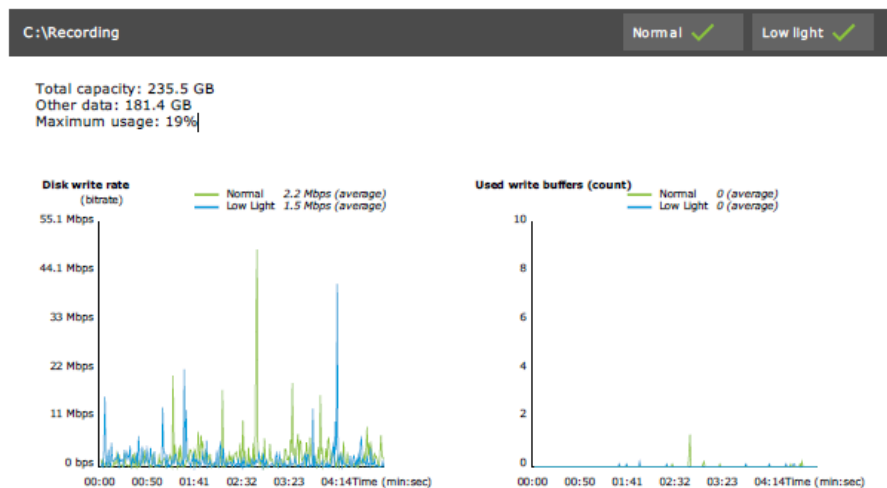 C:\Recording
Normal
Low light
Total capacity: 235.5 GB
Other data: 181.4 GB
Maximum usage: 19%
Disk write rate
(bitrate)
Normal 2.2 Mbps (average)
Low Light 1.5 Mbps (average)
55.1 Mbps
44.1 Mbps
33 Mbps
22 Mbps
11 Mbps
0 bps
00:00 00:50 01:41 02:32 03:23 04:14Time (min:sec)
Used write buffers (count)
Normal 0 (average)
Low Light 0 (average)
10
8
6
4
2
0
00:00 00:50 01:41 02:32 03:23 04:14Time (min:sec)